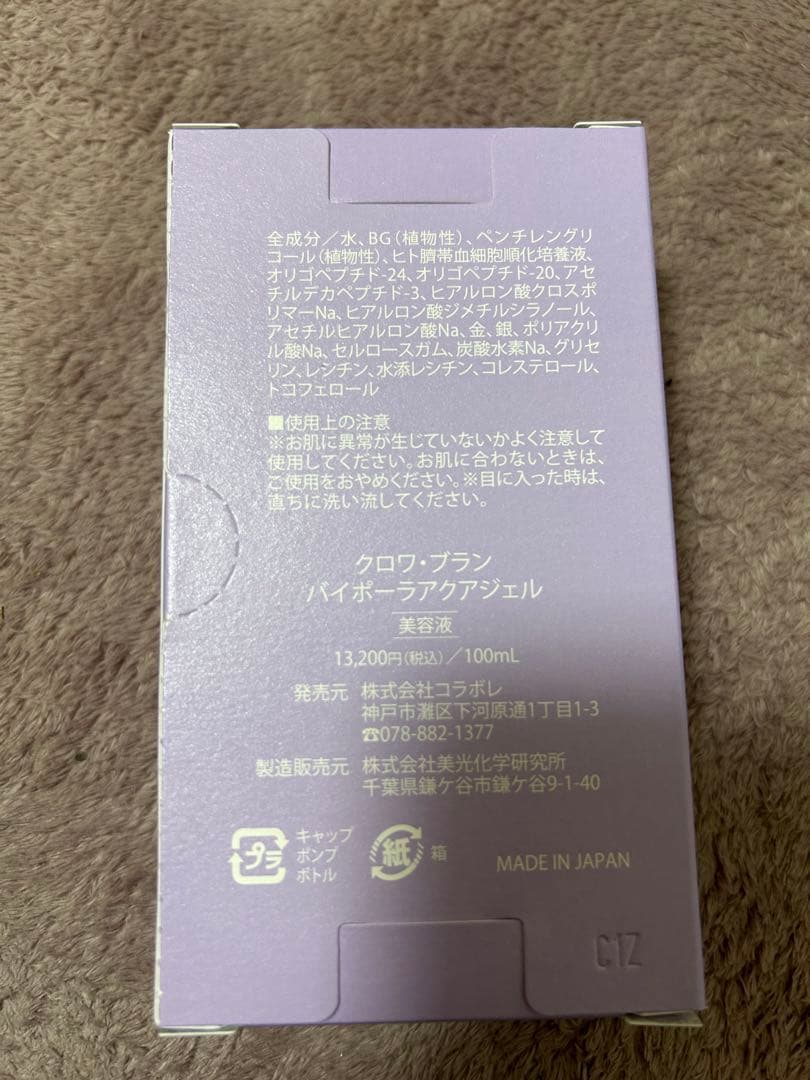 全成分／水、BG（植物性）、ペンチレングリ
コール（植物性）、ヒト臍帯血細胞順化培養液、
オリゴペプチド-24、オリゴペプチド-20、アセ
チルデカペプチド-3、ヒアルロン酸クロスポ
リマーNa、ヒアルロン酸ジメチルシラノール、
アセチルヒアルロン酸Na、金、銀、ポリアクリ
ル酸Na、セルロースガム、炭酸水素Na、グリセ
リン、レシチン、水添レシチン、コレステロール、
トコフェロール
■使用上の注意
※お肌に異常が生じていないかよく注意して
使用してください。お肌に合わないときは、
ご使用をおやめください。※目に入った時は、
直ちに洗い流してください。
クロワ・ブラン
バイポーラアクアジェル
美容液
13,200円（税込）／100mL
発売元 株式会社コラボレ
神戸市灘区下河原通1丁目1-3
☎078-882-1377
製造販売元 株式会社美光化学研究所
千葉県鎌ケ谷市鎌ケ谷9-1-40
プラ キャップ
ポンプ
ボトル
紙 箱
MADE IN JAPAN
C1Z